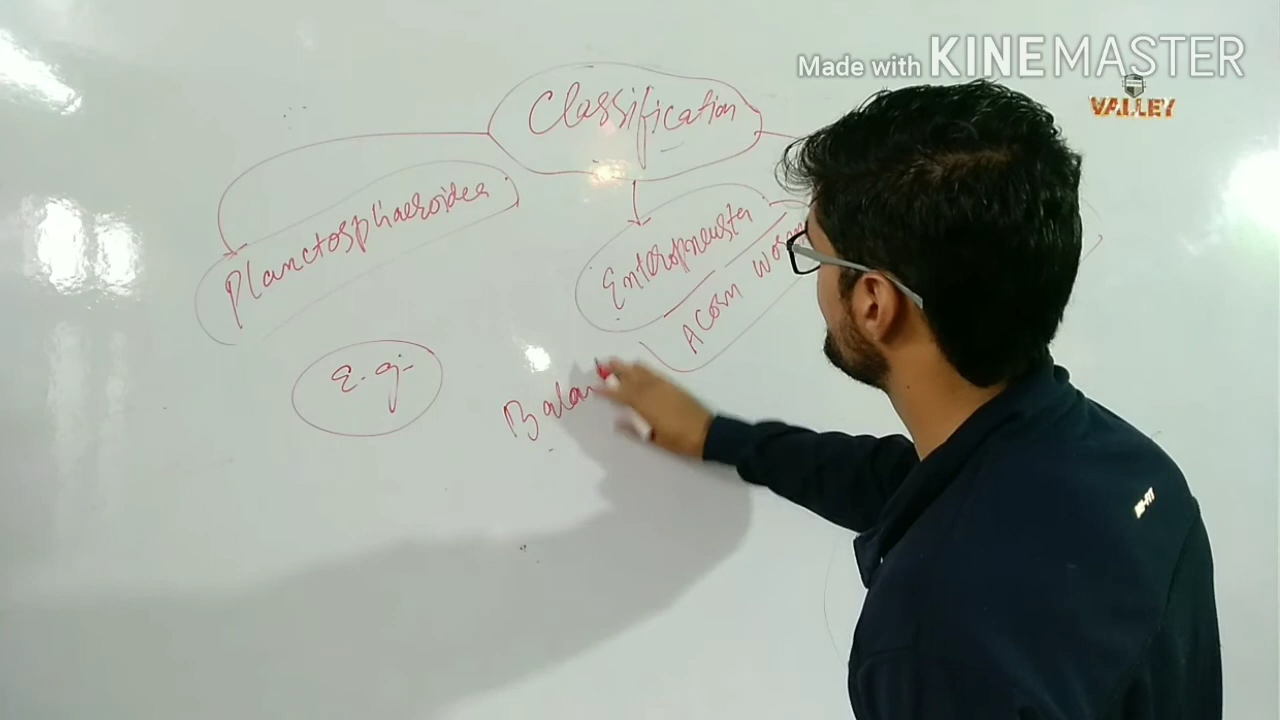 Made with KINEMASTER
VALLEY
Classification
Planctosphaeroidea
Enteropneusta
Acorn worm
E.g.
Balan